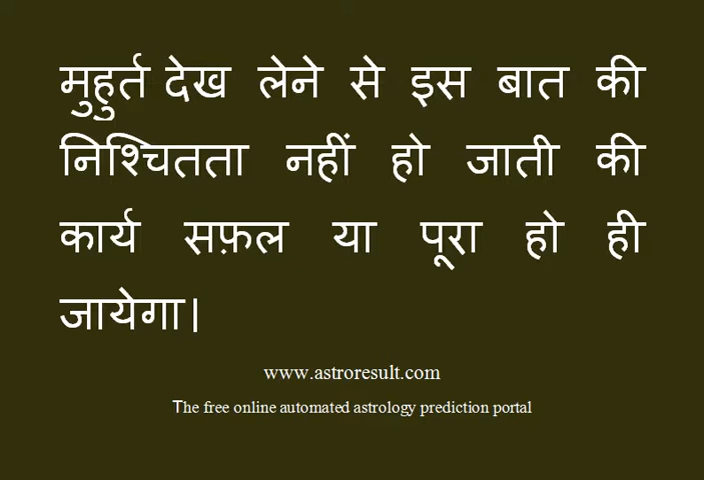 मुहुर्त देख लेने से इस बात की
निश्चितता नहीं हो जाती की
कार्य सफ़ल या पूरा हो ही
जायेगा।
www.astroresult.com
The free online automated astrology prediction portal